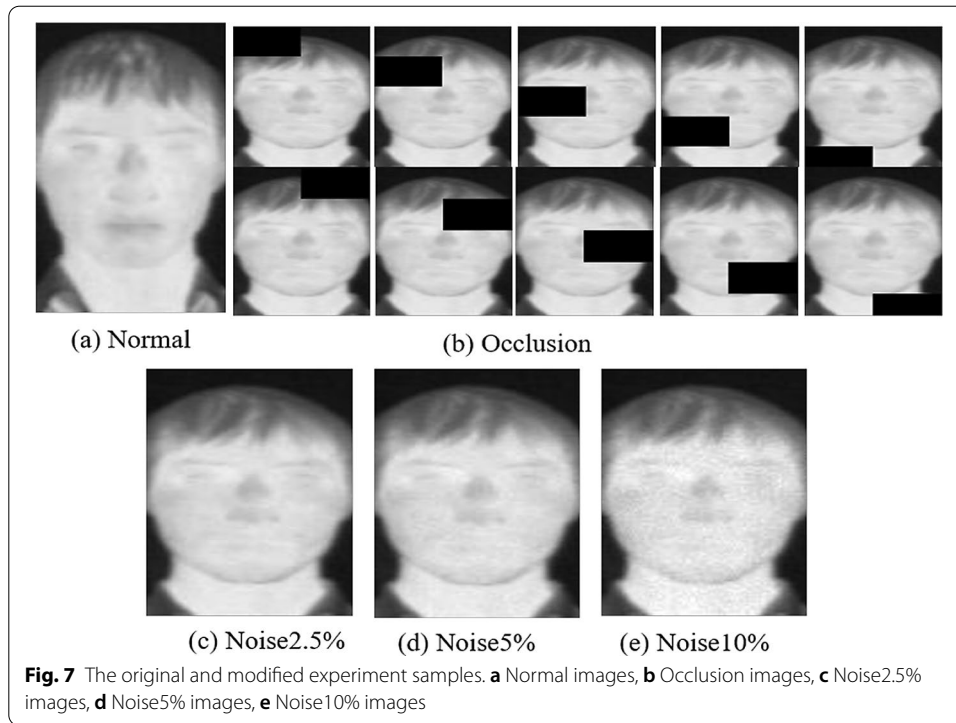 (a) Normal
(b) Occlusion
(c) Noise2.5%
(d) Noise5%
(e) Noise10%
Fig. 7 The original and modified experiment samples. a Normal images, b Occlusion images, c Noise2.5%
images, d Noise5% images, e Noise10% images